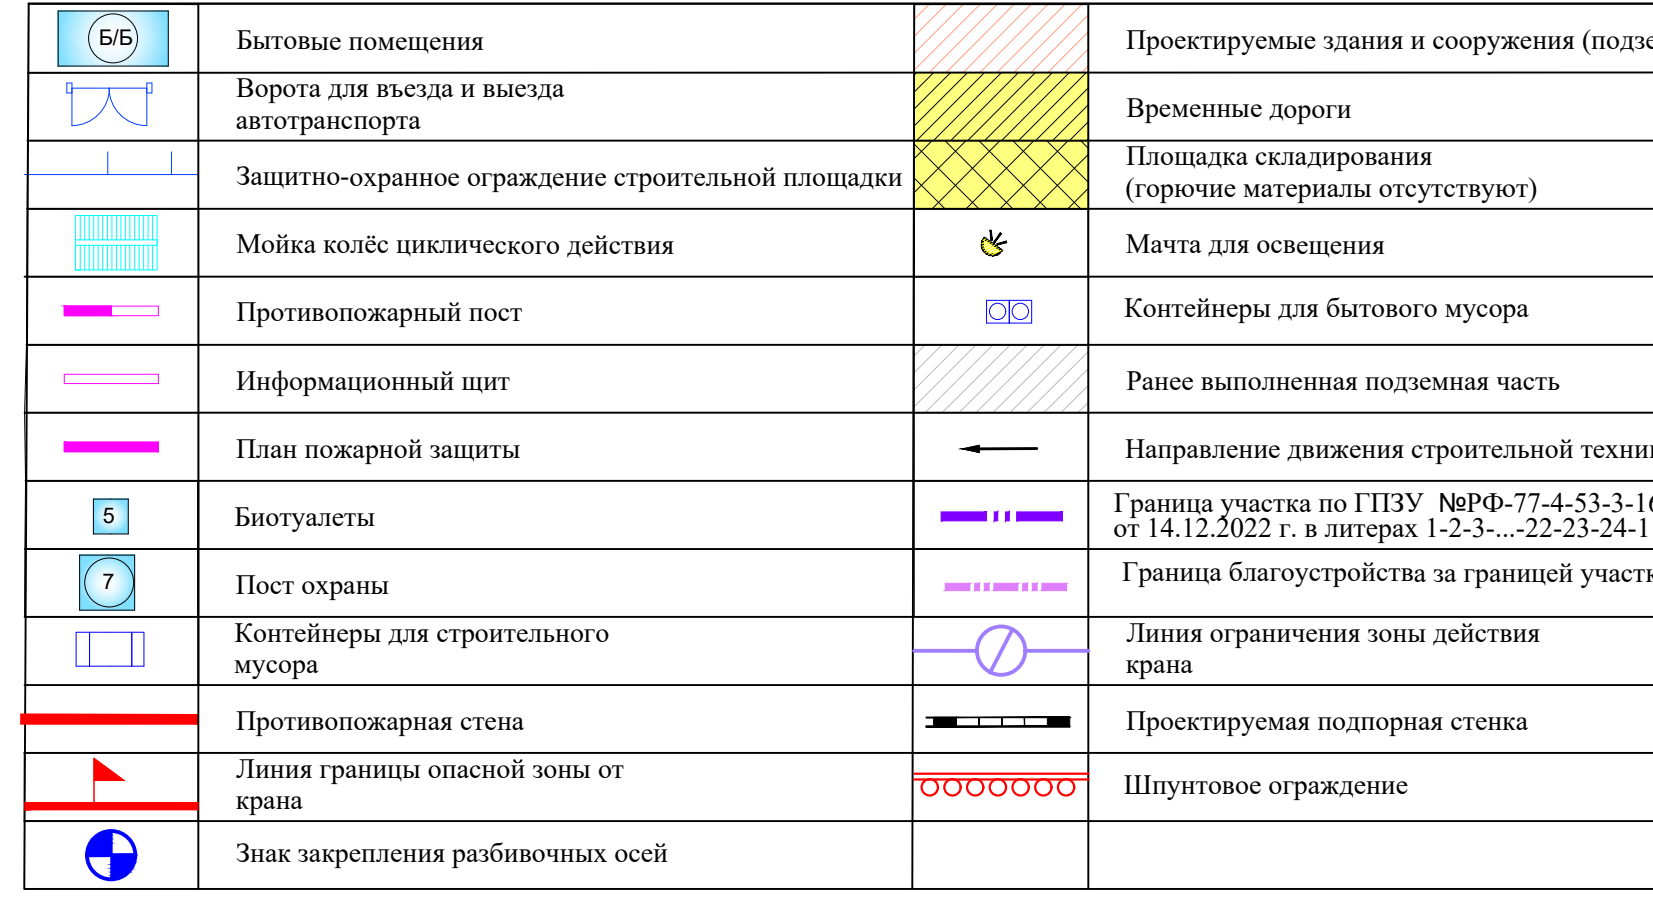 Б/Б
Бытовые помещения
Проектируемые здания и сооружения
Ворота для въезда и выезда
автотранспорта
Временные дороги
Защитно-охранное ограждение строительной площадки
Площадка складирования
(горючие материалы отсутствуют)
Мойка колёс циклического действия
Мачта для освещения
Противопожарный пост
Контейнеры для бытового мусора
Информационный щит
Ранее выполненная подземная часть
План пожарной защиты
Направление движения строительной
5
Биотуалеты
Граница участка по ГПЗУ №РФ-77-4-53-3-
от 14.12.2022 г. в литерах 1-2-3-...-22-23-24-1
7
Пост охраны
Граница благоустройства за границей
Контейнеры для строительного
мусора
Линия ограничения зоны действия
крана
Противопожарная стена
Проектируемая подпорная стенка
Линия границы опасной зоны от
крана
Шпунтовое ограждение
Знак закрепления разбивочных осей